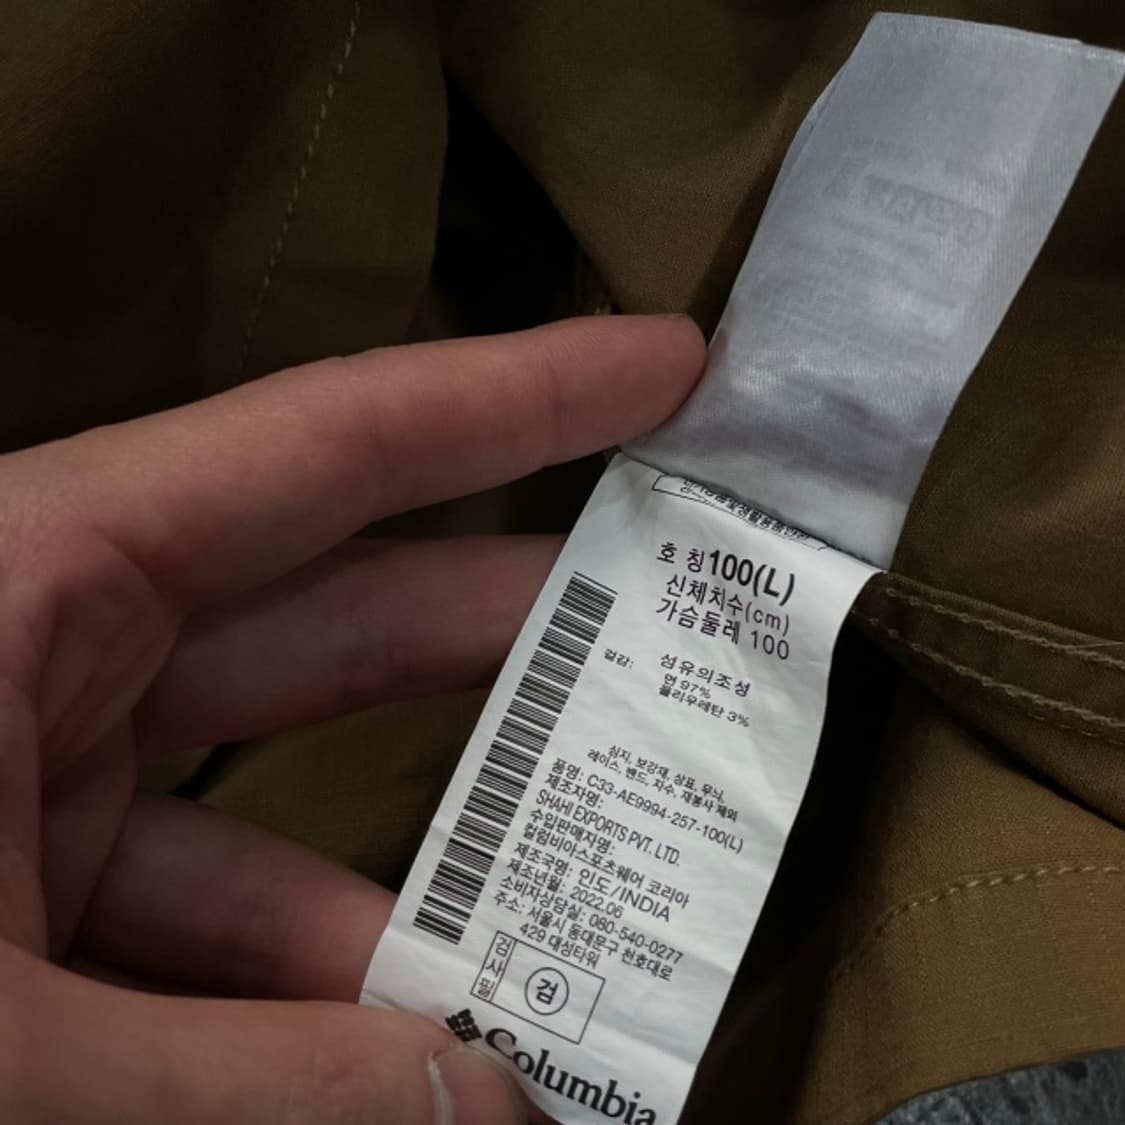 호 칭 100(L)
신체치수(cm)
가슴둘레 100
섬유의조성
겉감: 면 97%
폴리우레탄 3%
심지, 보강재, 상표, 무늬,
레이스, 밴드, 자수, 재봉사 제외
품명: C33-AE9994-257-100(L)
제조자명:
SHAHI EXPORTS PVT. LTD.
수입판매자명:
컬럼비아스포츠웨어 코리아
제조국명: 인도/INDIA
제조년월: 2022.06
소비자상담실: 080-540-0277
주소: 서울시 동대문구 천호대로
429 대성타워
검사필
검
Columbia